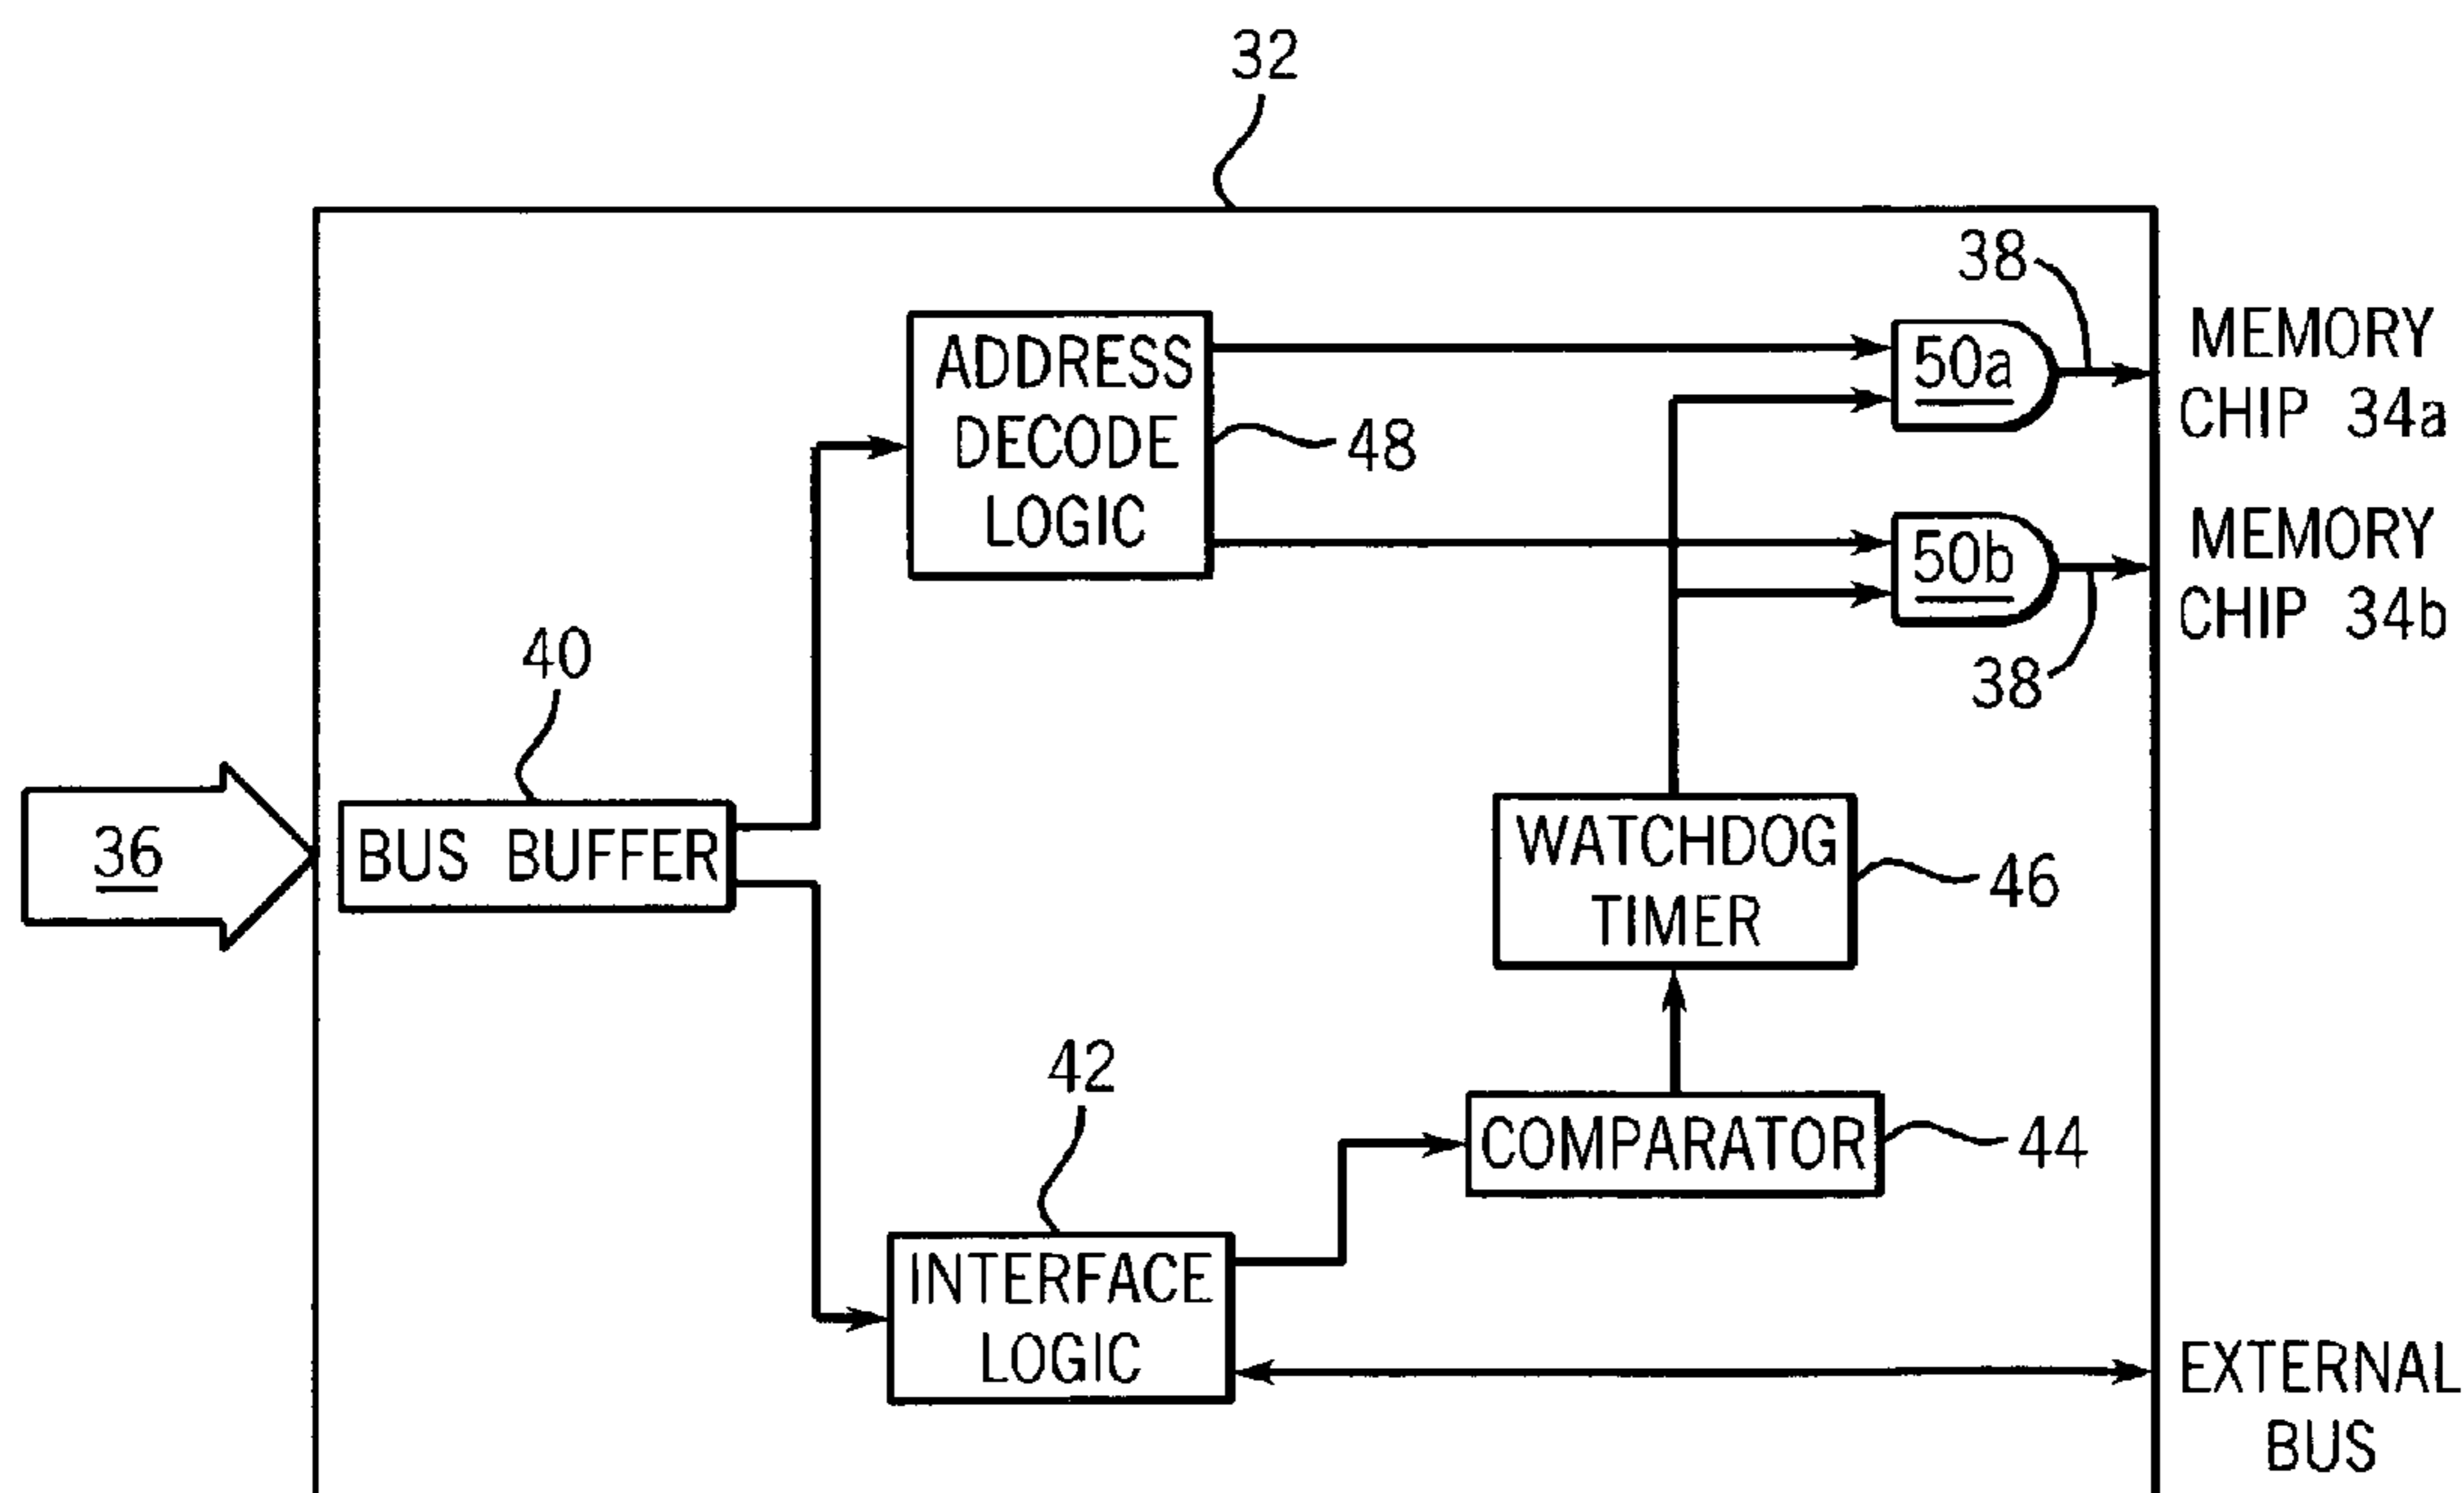 32
38
MEMORY
CHIP 34a
ADDRESS
DECODE
LOGIC
48
50a
MEMORY
CHIP 34b
50b
38
40
BUS BUFFER
36
WATCHDOG
TIMER
46
42
COMPARATOR
44
INTERFACE
LOGIC
EXTERNAL
BUS